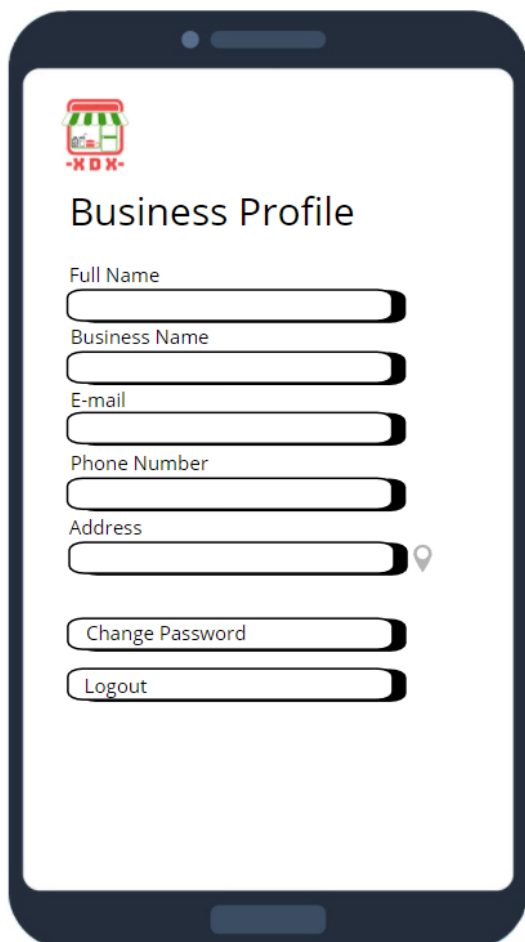 -XDX-
Business Profile
Full Name
Business Name
E-mail
Phone Number
Address
Change Password
Logout